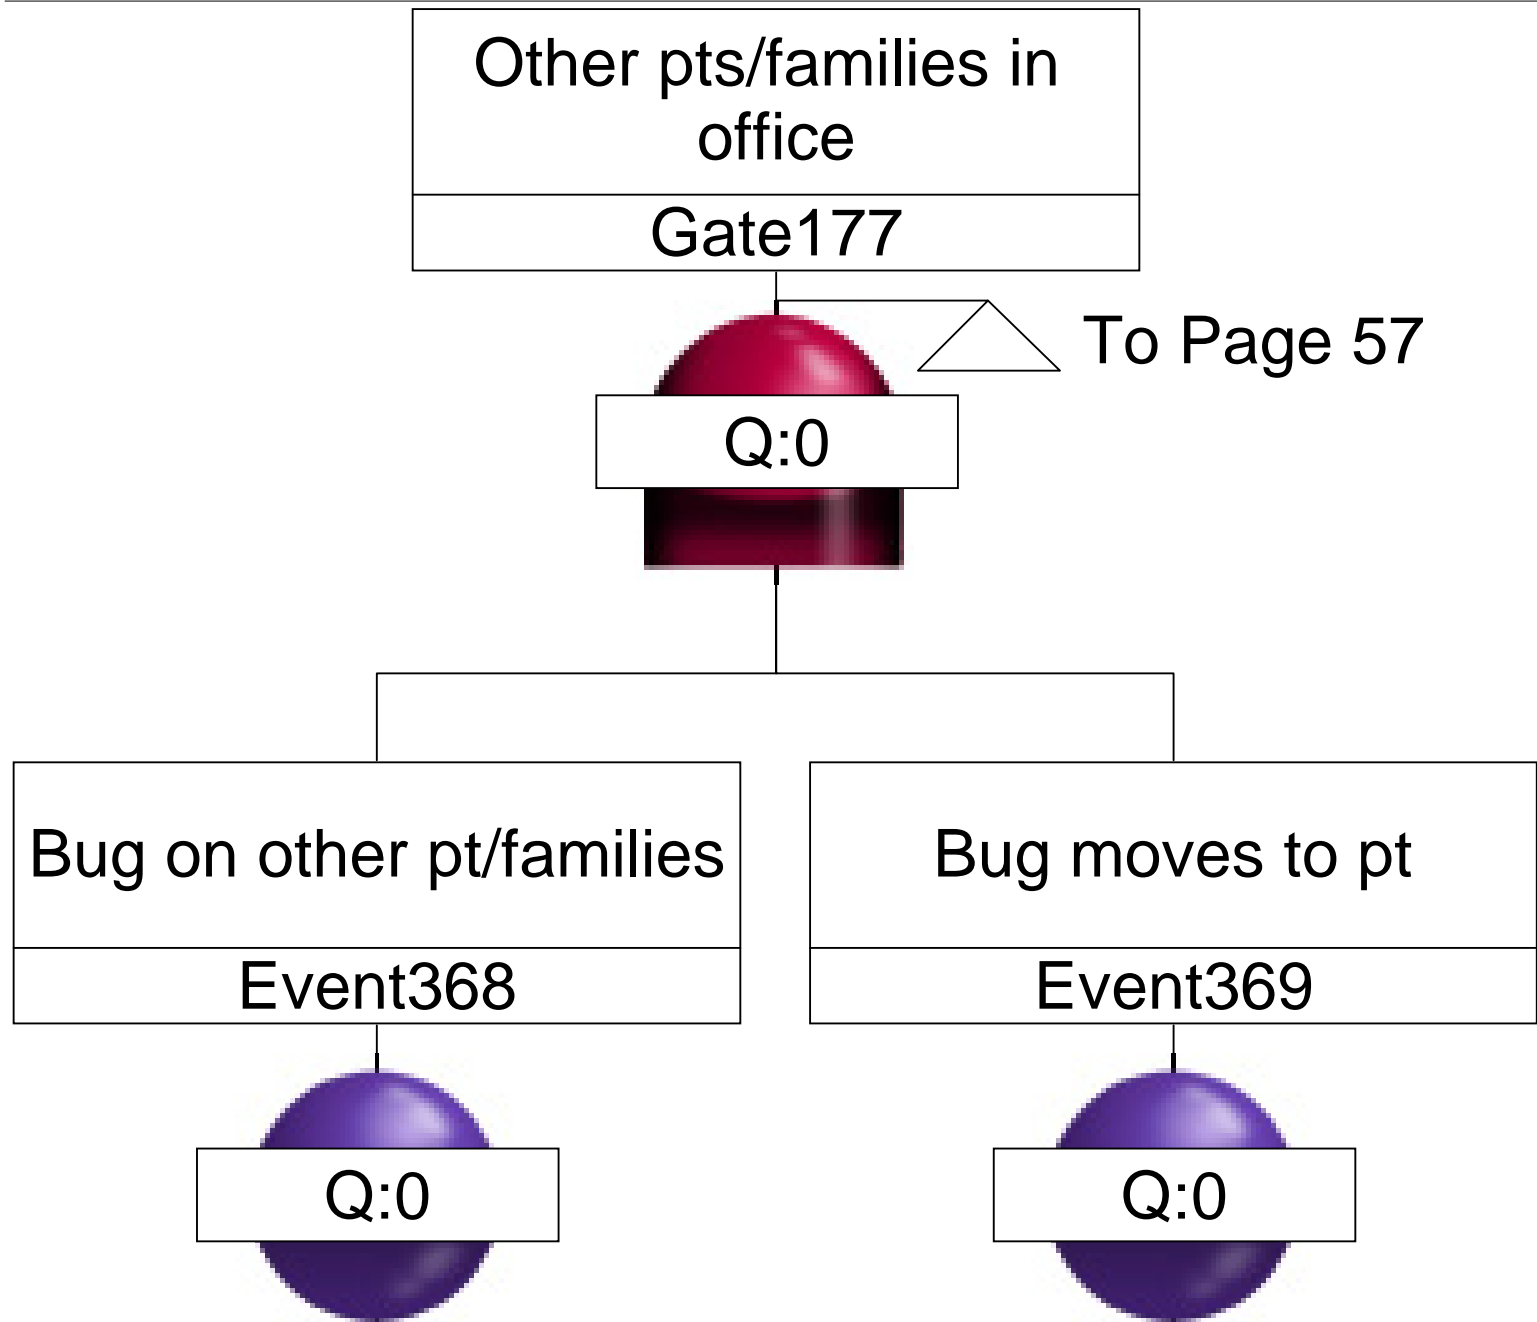 Other pts/families in
office
Gate177
To Page 57
Q:0
Bug on other pt/families
Bug moves to pt
Event368
Event369
Q:0
Q:0